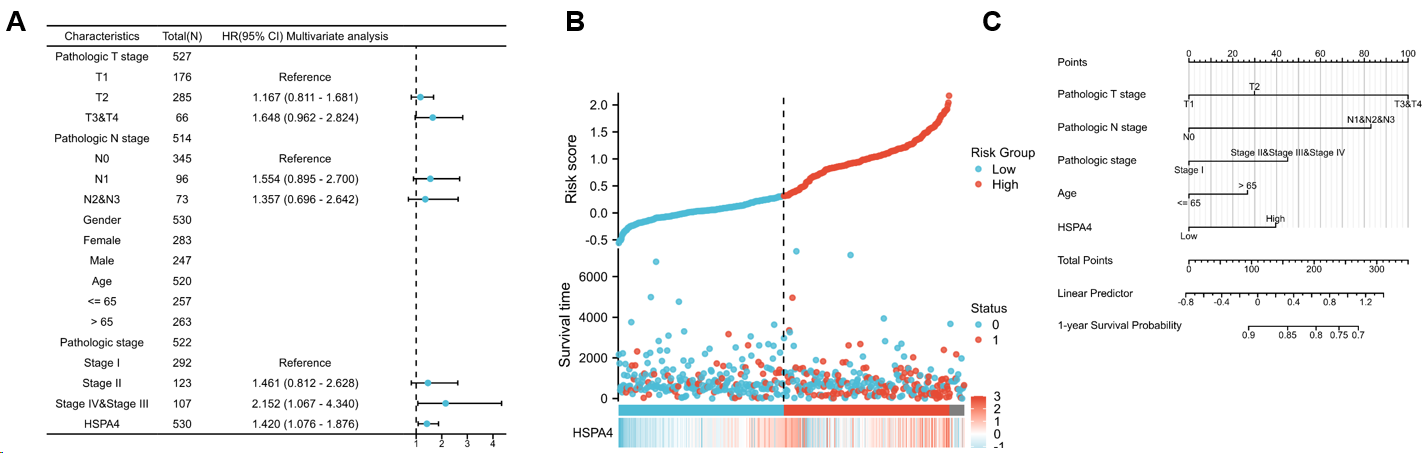 A
Characteristics Total(N) HR(95% CI) Multivariate analysis
Pathologic T stage 527
T1 176 Reference
T2 285 1.167 (0.811 - 1.681)
T3&T4 66 1.648 (0.962 - 2.824)
Pathologic N stage 514
N0 345 Reference
N1 96 1.554 (0.895 - 2.700)
N2&N3 73 1.357 (0.696 - 2.642)
Gender 530
Female 283
Male 247
Age 520
<= 65 257
> 65 263
Pathologic stage 522
Stage I 292 Reference
Stage II 123 1.461 (0.812 - 2.628)
Stage IV&Stage III 107 2.152 (1.067 - 4.340)
HSPA4 530 1.420 (1.076 - 1.876)
1 2 3 4
B
Risk score
2.0
1.5
1.0
0.5
0.0
-0.5
Risk Group
Low
High
Survival time
6000
4000
2000
0
Status
0
1
HSPA4
3
2
1
0
-1
C
Points 0 20 40 60 80 100
Pathologic T stage T1 T2 T3&T4
Pathologic N stage N0 N1&N2&N3
Pathologic stage Stage I Stage II&Stage III&Stage IV
Age <= 65 > 65
HSPA4 Low High
Total Points 0 100 200 300
Linear Predictor -0.8 -0.4 0 0.4 0.8 1.2
1-year Survival Probability 0.9 0.85 0.8 0.75 0.7